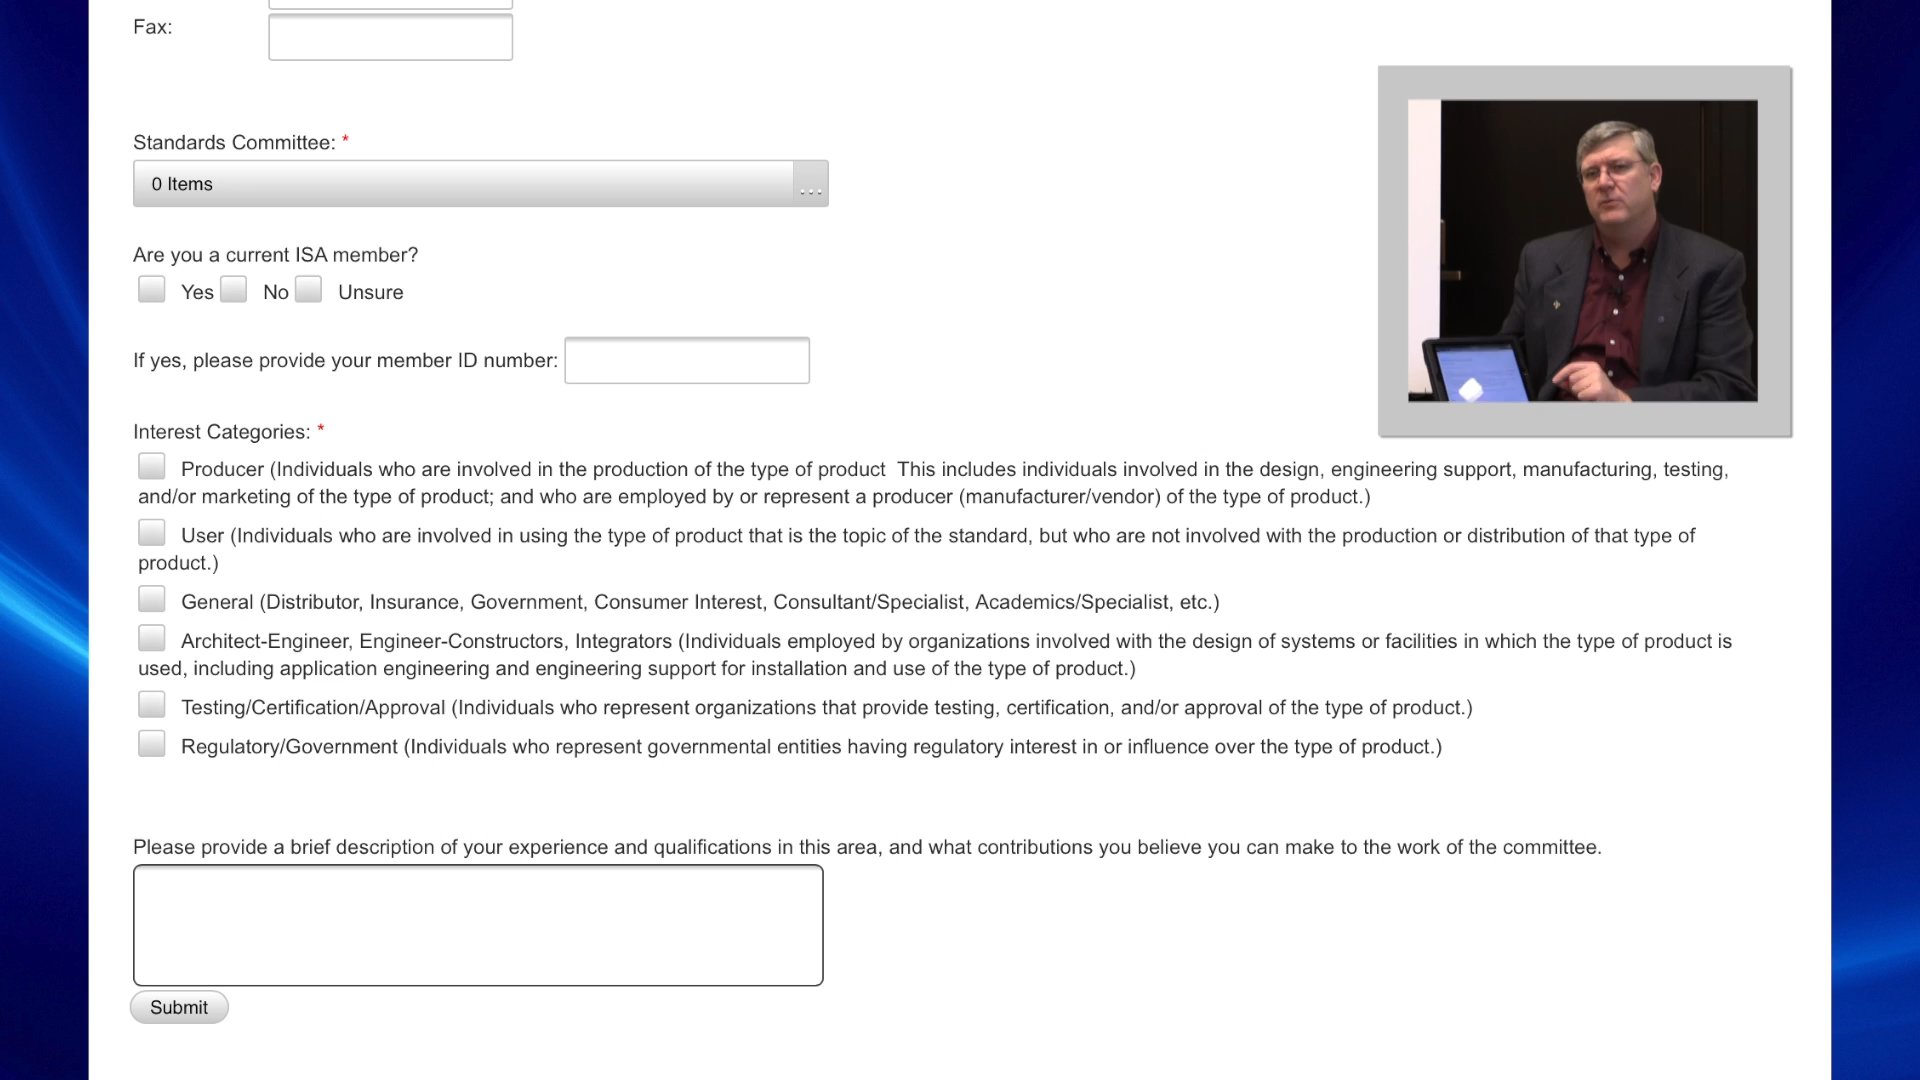 Fax:
Standards Committee: *
0 Items
...
Are you a current ISA member?
Yes No Unsure
If yes, please provide your member ID number:
Interest Categories: *
Producer (Individuals who are involved in the production of the type of product  This includes individuals involved in the design, engineering support, manufacturing, testing,
and/or marketing of the type of product; and who are employed by or represent a producer (manufacturer/vendor) of the type of product.)
User (Individuals who are involved in using the type of product that is the topic of the standard, but who are not involved with the production or distribution of that type of
product.)
General (Distributor, Insurance, Government, Consumer Interest, Consultant/Specialist, Academics/Specialist, etc.)
Architect-Engineer, Engineer-Constructors, Integrators (Individuals employed by organizations involved with the design of systems or facilities in which the type of product is
used, including application engineering and engineering support for installation and use of the type of product.)
Testing/Certification/Approval (Individuals who represent organizations that provide testing, certification, and/or approval of the type of product.)
Regulatory/Government (Individuals who represent governmental entities having regulatory interest in or influence over the type of product.)
Please provide a brief description of your experience and qualifications in this area, and what contributions you believe you can make to the work of the committee.
Submit